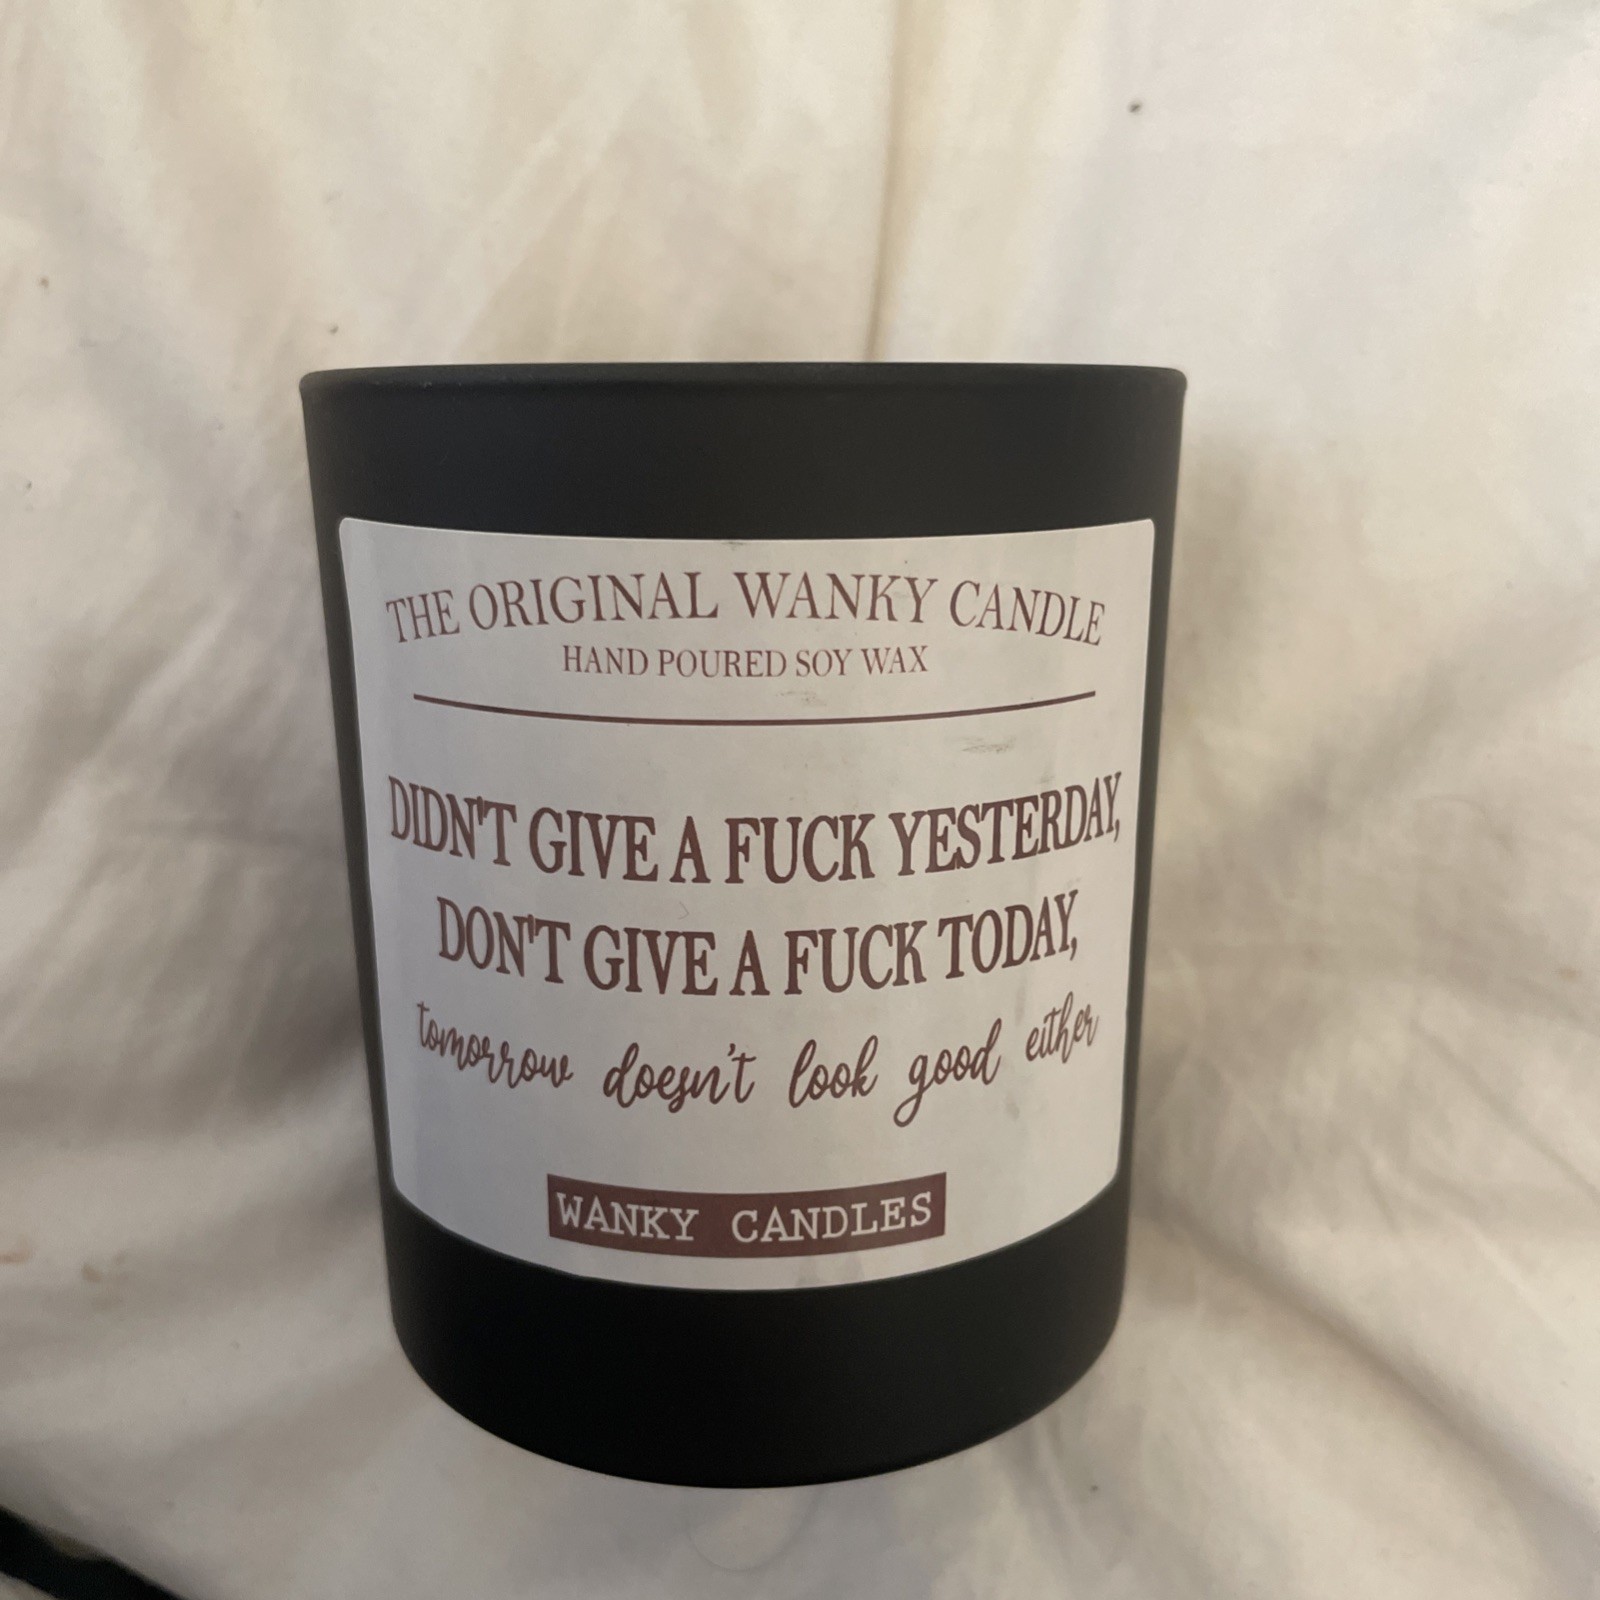 THE ORIGINAL WANKY CANDLE
HAND POURED SOY WAX
DIDN'T GIVE A FUCK YESTERDAY,
DON'T GIVE A FUCK TODAY,
tomorrow doesn't look good either
WANKY CANDLES